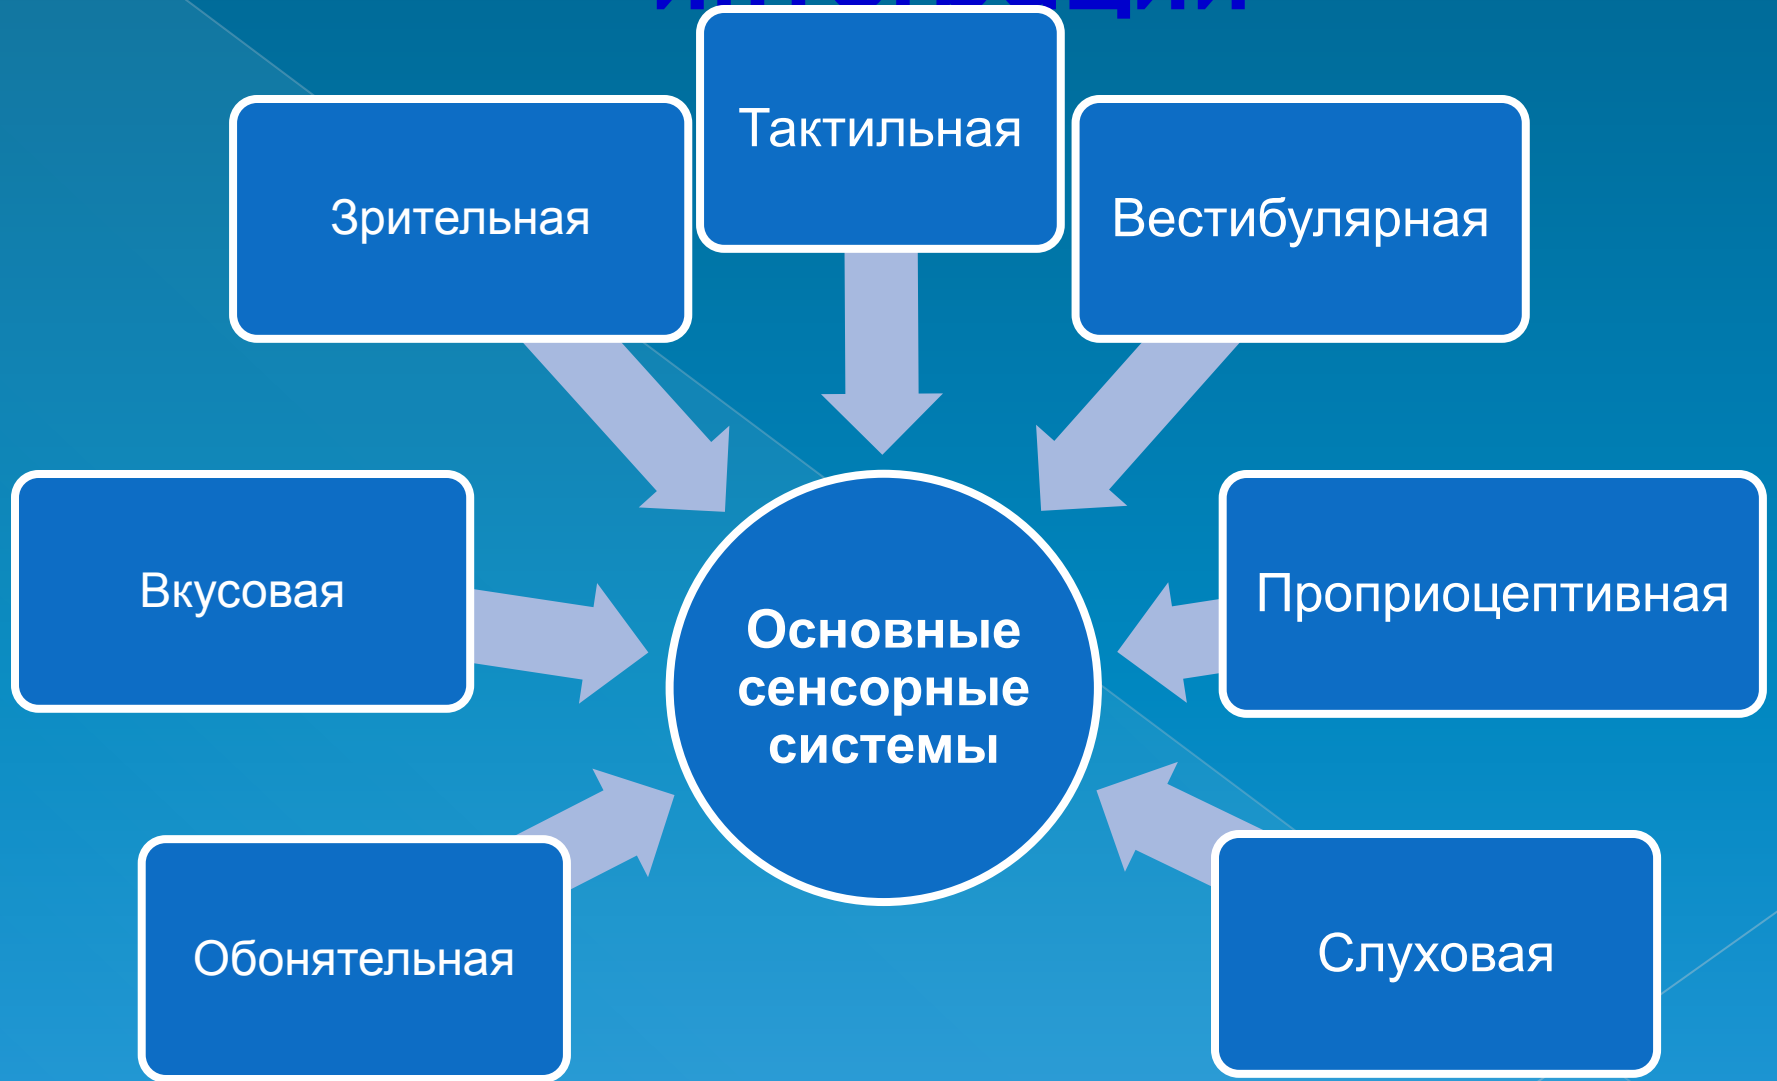 Тактильная
Зрительная
Вестибулярная
Вкусовая
Проприоцептивная
Основные
сенсорные
системы
Обонятельная
Слуховая